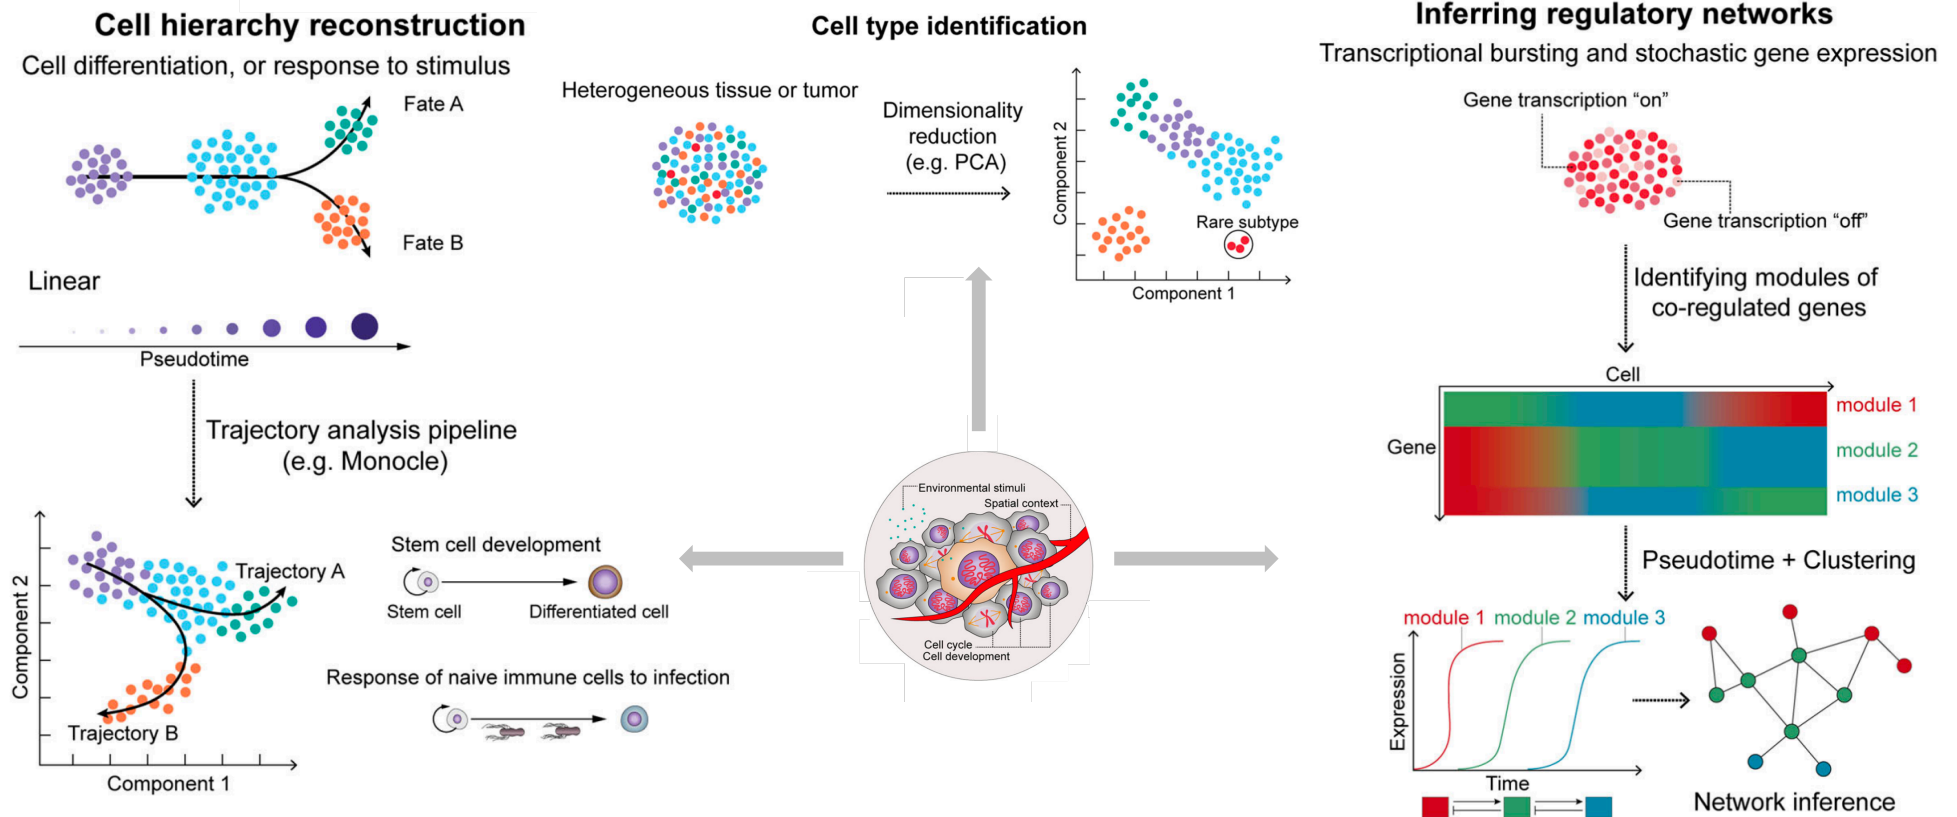 Cell hierarchy reconstruction
Cell differentiation, or response to stimulus
Fate A
Fate B
Linear
Pseudotime
Trajectory analysis pipeline
(e.g. Monocle)
Component 2
Trajectory A
Trajectory B
Component 1
Stem cell development
Stem cell
Differentiated cell
Response of naive immune cells to infection
Cell type identification
Heterogeneous tissue or tumor
Dimensionality
reduction
(e.g. PCA)
Component 2
Rare subtype
Component 1
Environmental stimuli
Spatial context
Cell cycle
Cell development
Inferring regulatory networks
Transcriptional bursting and stochastic gene expression
Gene transcription “on”
Gene transcription “off”
Identifying modules of
co-regulated genes
Cell
Gene
module 1
module 2
module 3
Pseudotime + Clustering
module 1 module 2 module 3
Expression
Time
Network inference